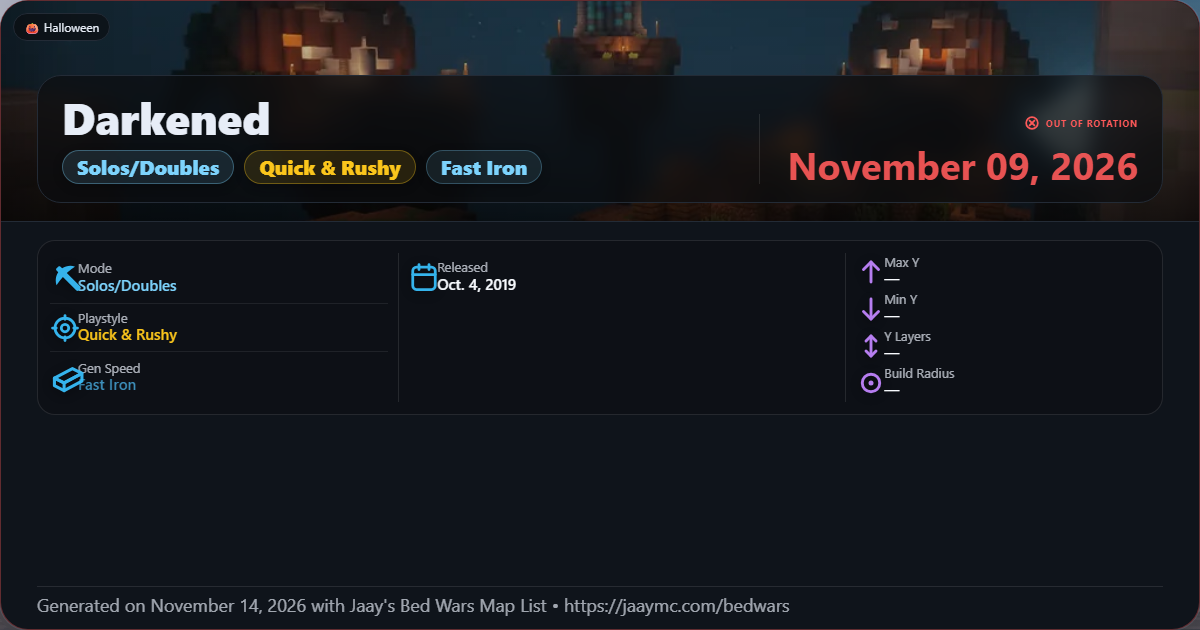 Halloween
Darkened
Solos/Doubles
Quick & Rushy
Fast Iron
OUT OF ROTATION
November 09, 2026
Mode
Solos/Doubles
Playstyle
Quick & Rushy
Gen Speed
Fast Iron
Released
Oct. 4, 2019
Max Y
—
Min Y
—
Y Layers
—
Build Radius
—
Generated on November 14, 2026 with Jaay's Bed Wars Map List • https://jaaymc.com/bedwars